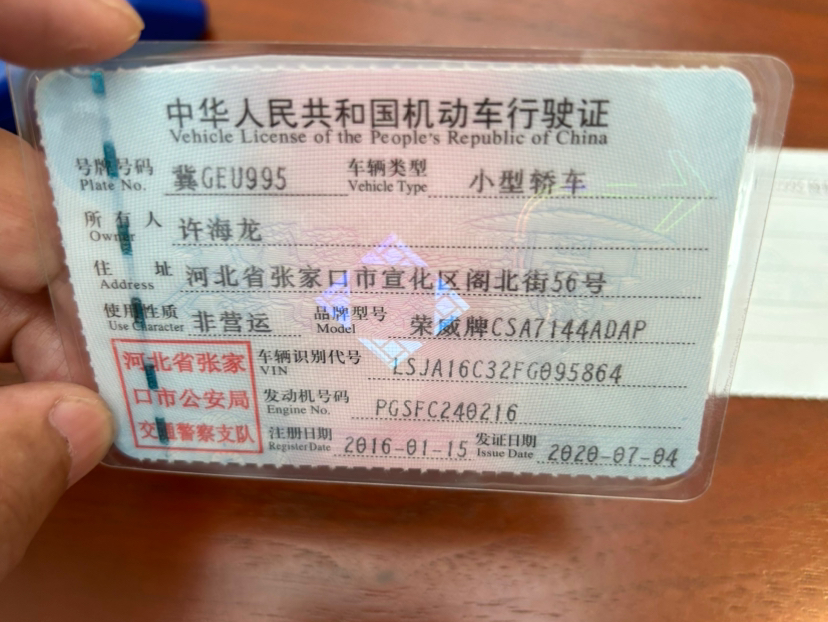 中华人民共和国机动车行驶证
Vehicle License of the People's Republic of China
号牌号码 冀GEU995 车辆类型 小型轿车
Plate No. Vehicle Type
所有人 许海龙
Owner
住址 河北省张家口市宣化区阁北街56号
Address
使用性质 非营运 品牌型号 荣威牌CSA7144ADAP
Use Character Model
河北省张家
口市公安局
交通警察支队
车辆识别代号 LSJA16C32FG095864
VIN
发动机号码 PGSFC240216
Engine No.
注册日期 2016-01-15 发证日期 2020-07-04
Register Date Issue Date